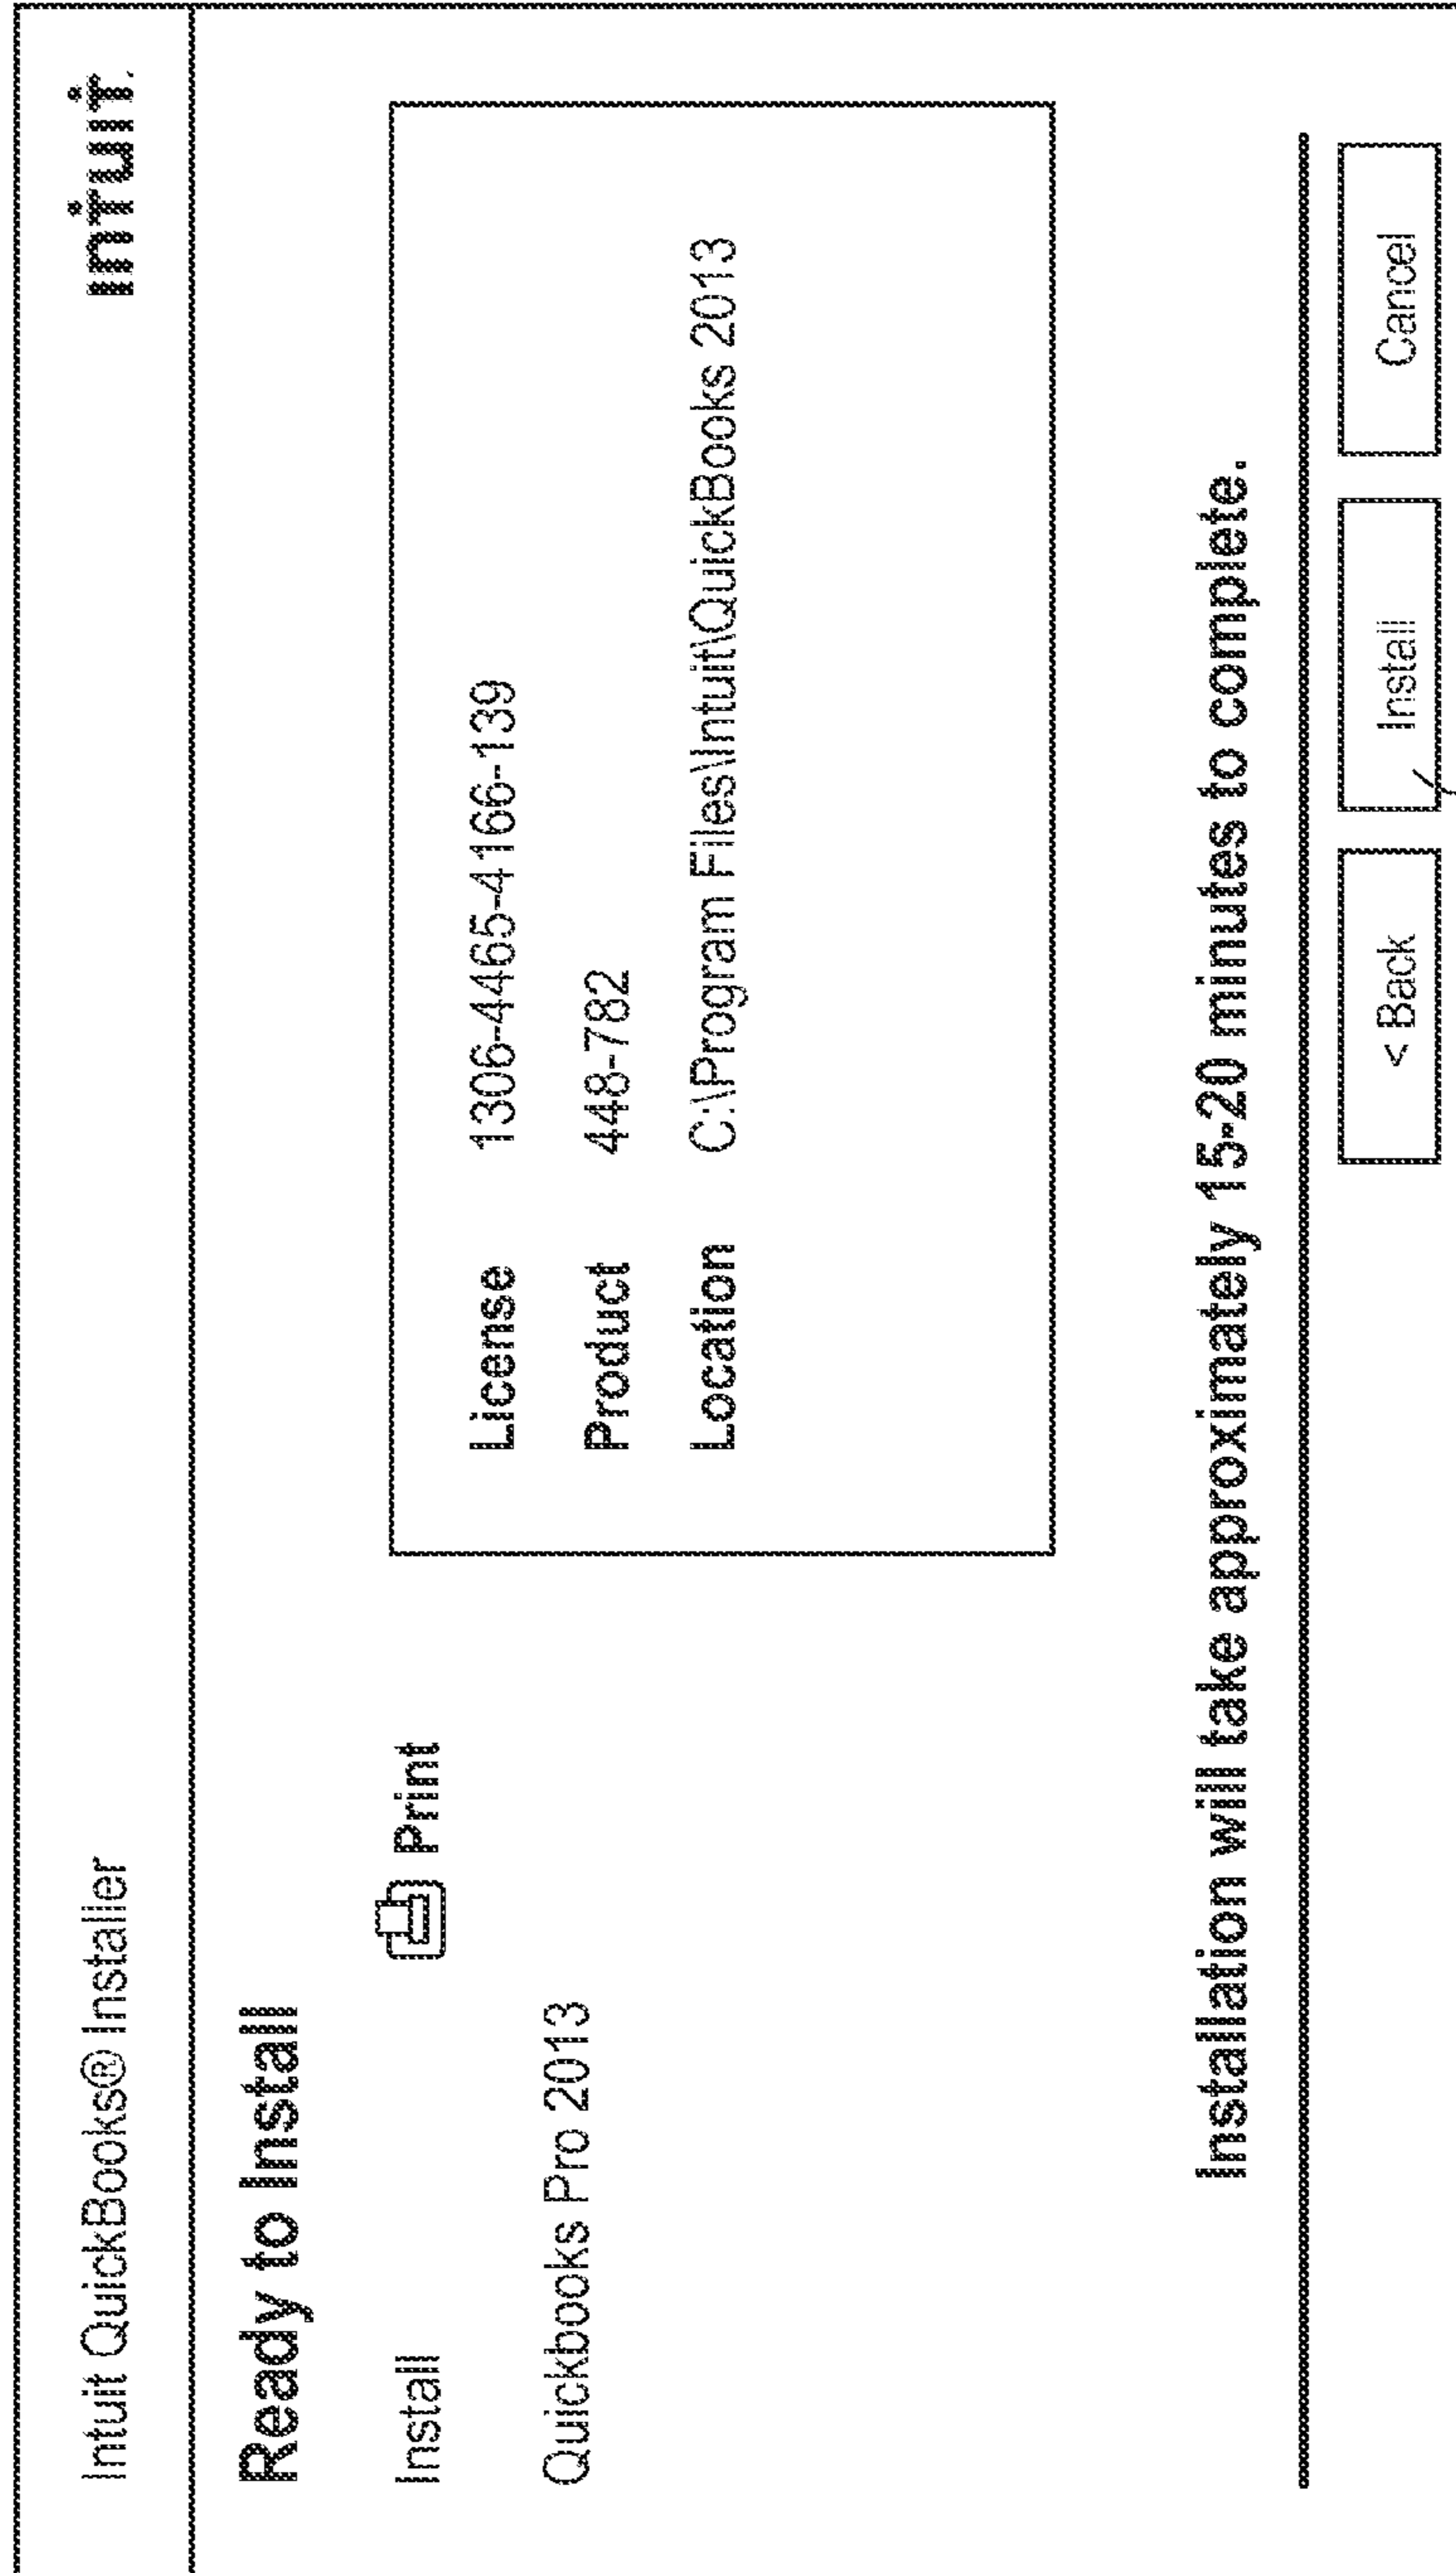 Intuit QuickBooks® Installer
intuit.
Ready to Install
Install
Print
Quickbooks Pro 2013
License 1306-4465-4166-139
Product 448-782
Location C:\Program Files\Intuit\QuickBooks 2013
Installation will take approximately 15-20 minutes to complete.
< Back
Install
Cancel